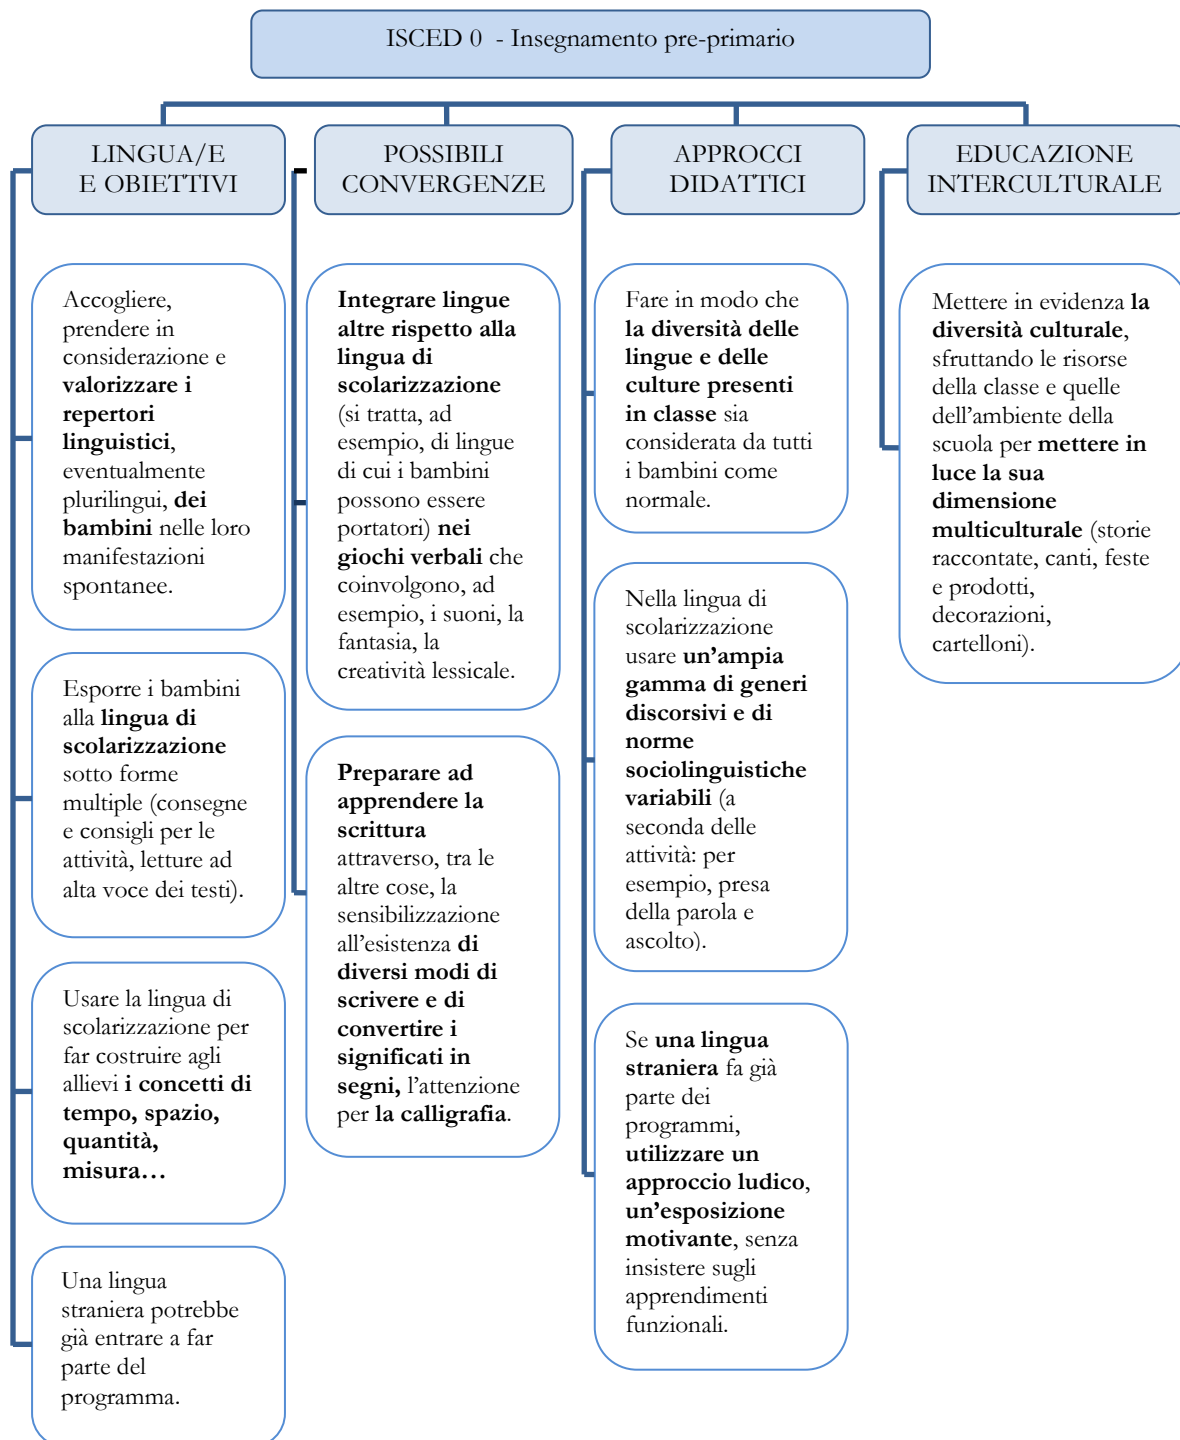 ISCED 0 - Insegnamento pre-primario
LINGUA/E
E OBIETTIVI
Accogliere,
prendere in
considerazione e
valorizzare i
repertori
linguistici,
eventualmente
plurilingui, dei
bambini nelle loro
manifestazioni
spontanee.
Esporre i bambini
alla lingua di
scolarizzazione
sotto forme
multiple (consegne
e consigli per le
attività, letture ad
alta voce dei testi).
Usare la lingua di
scolarizzazione per
far costruire agli
allievi i concetti di
tempo, spazio,
quantità,
misura…
Una lingua
straniera potrebbe
già entrare a far
parte del
programma.
POSSIBILI
CONVERGENZE
Integrare lingue
altre rispetto alla
lingua di
scolarizzazione
(si tratta, ad
esempio, di lingue
di cui i bambini
possono essere
portatori) nei
giochi verbali che
coinvolgono, ad
esempio, i suoni, la
fantasia, la
creatività lessicale.
Preparare ad
apprendere la
scrittura
attraverso, tra le
altre cose, la
sensibilizzazione
all’esistenza di
diversi modi di
scrivere e di
convertire i
significati in
segni, l’attenzione
per la calligrafia.
APPROCCI
DIDATTICI
Fare in modo che
la diversità delle
lingue e delle
culture presenti
in classe sia
considerata da tutti
i bambini come
normale.
Nella lingua di
scolarizzazione
usare un’ampia
gamma di generi
discorsivi e di
norme
sociolinguistiche
variabili (a
seconda delle
attività: per
esempio, presa
della parola e
ascolto).
Se una lingua
straniera fa già
parte dei
programmi,
utilizzare un
approccio ludico,
un’esposizione
motivante, senza
insistere sugli
apprendimenti
funzionali.
EDUCAZIONE
INTERCULTURALE
Mettere in evidenza la
diversità culturale,
sfruttando le risorse
della classe e quelle
dell’ambiente della
scuola per mettere in
luce la sua
dimensione
multiculturale (storie
raccontate, canti, feste
e prodotti,
decorazioni,
cartelloni).